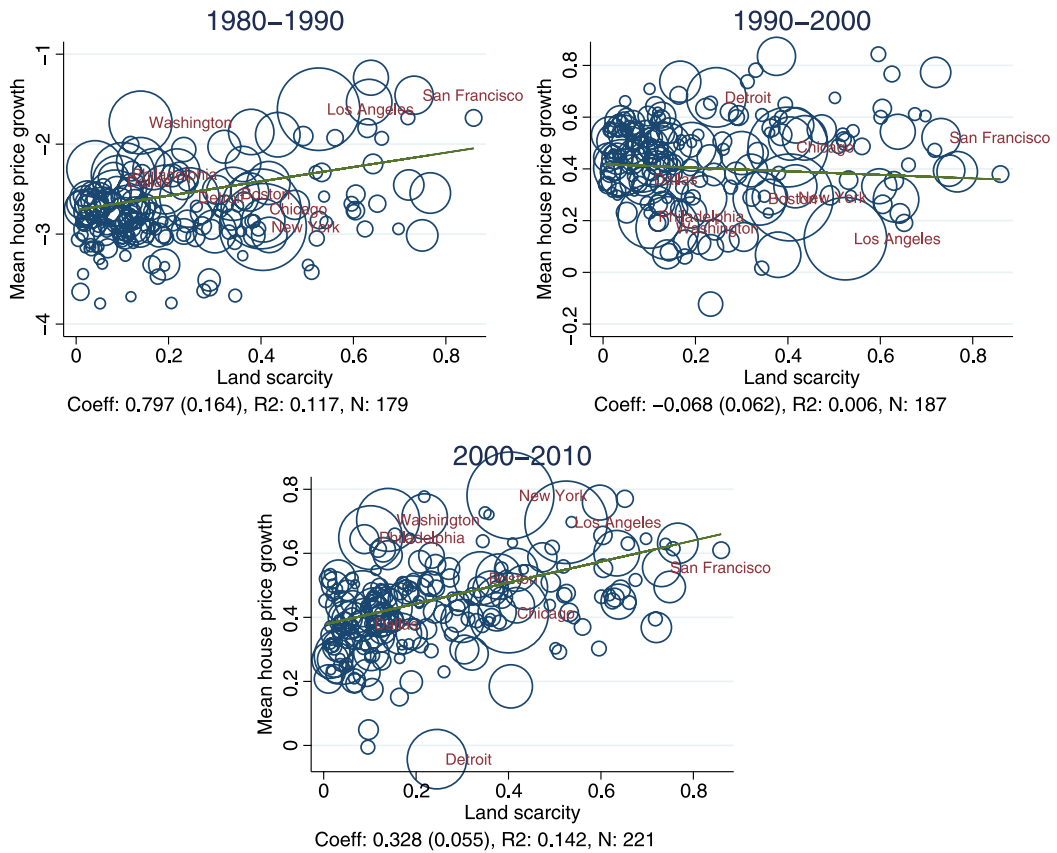 1980–1990
Mean house price growth
−1
−2
−3
−4
San Francisco
Los Angeles
Washington
Philadelphia
Dallas
Detroit
Boston
Chicago
New York
0 0.2 0.4 0.6 0.8
Land scarcity
Coeff: 0.797 (0.164), R2: 0.117, N: 179
1990–2000
Mean house price growth
0.8
0.6
0.4
0.2
0
−0.2
Detroit
San Francisco
Chicago
Dallas
Boston
New York
Philadelphia
Washington
Los Angeles
0 0.2 0.4 0.6 0.8
Land scarcity
Coeff: −0.068 (0.062), R2: 0.006, N: 187
2000–2010
Mean house price growth
0.8
0.6
0.4
0.2
0
New York
Washington
Los Angeles
Philadelphia
San Francisco
Boston
Chicago
Dallas
Detroit
0 0.2 0.4 0.6 0.8
Land scarcity
Coeff: 0.328 (0.055), R2: 0.142, N: 221